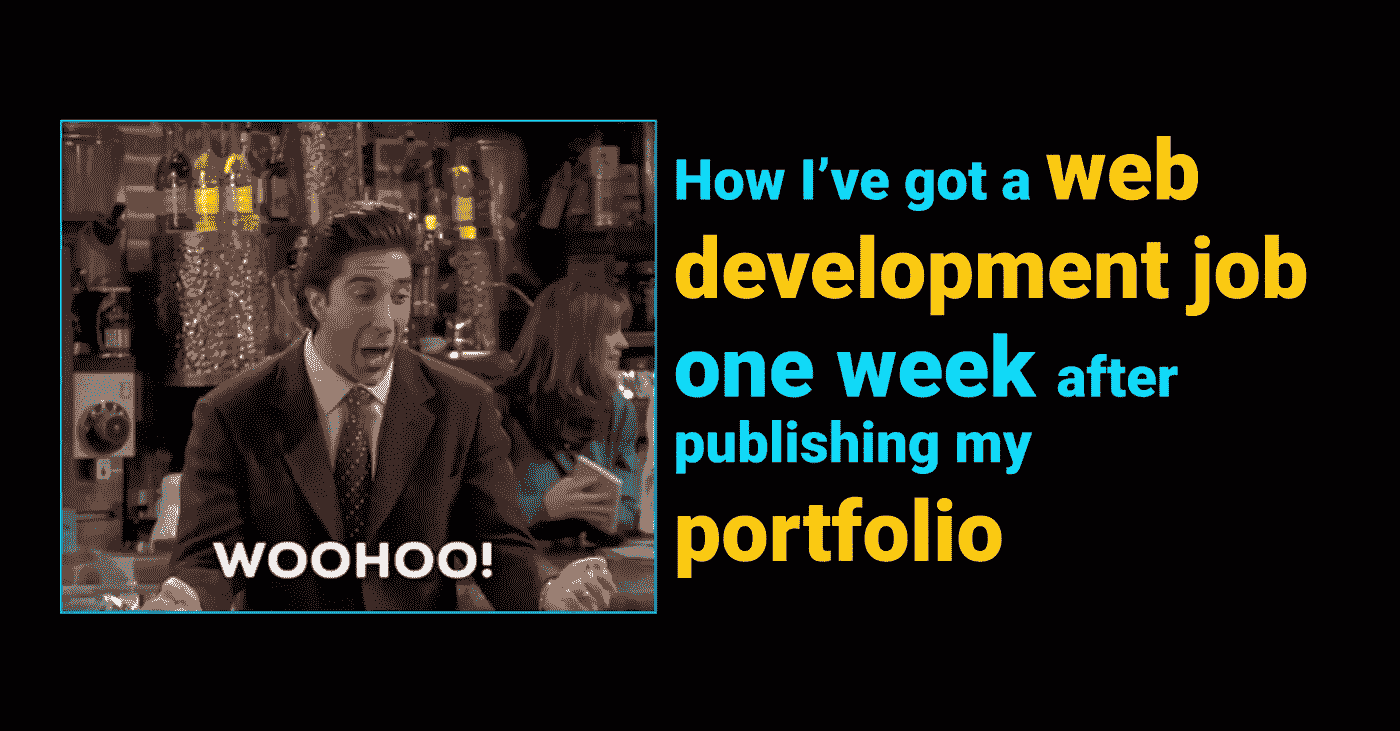 WOOHOO!
How I’ve got a web
development job
one week after
publishing my
portfolio